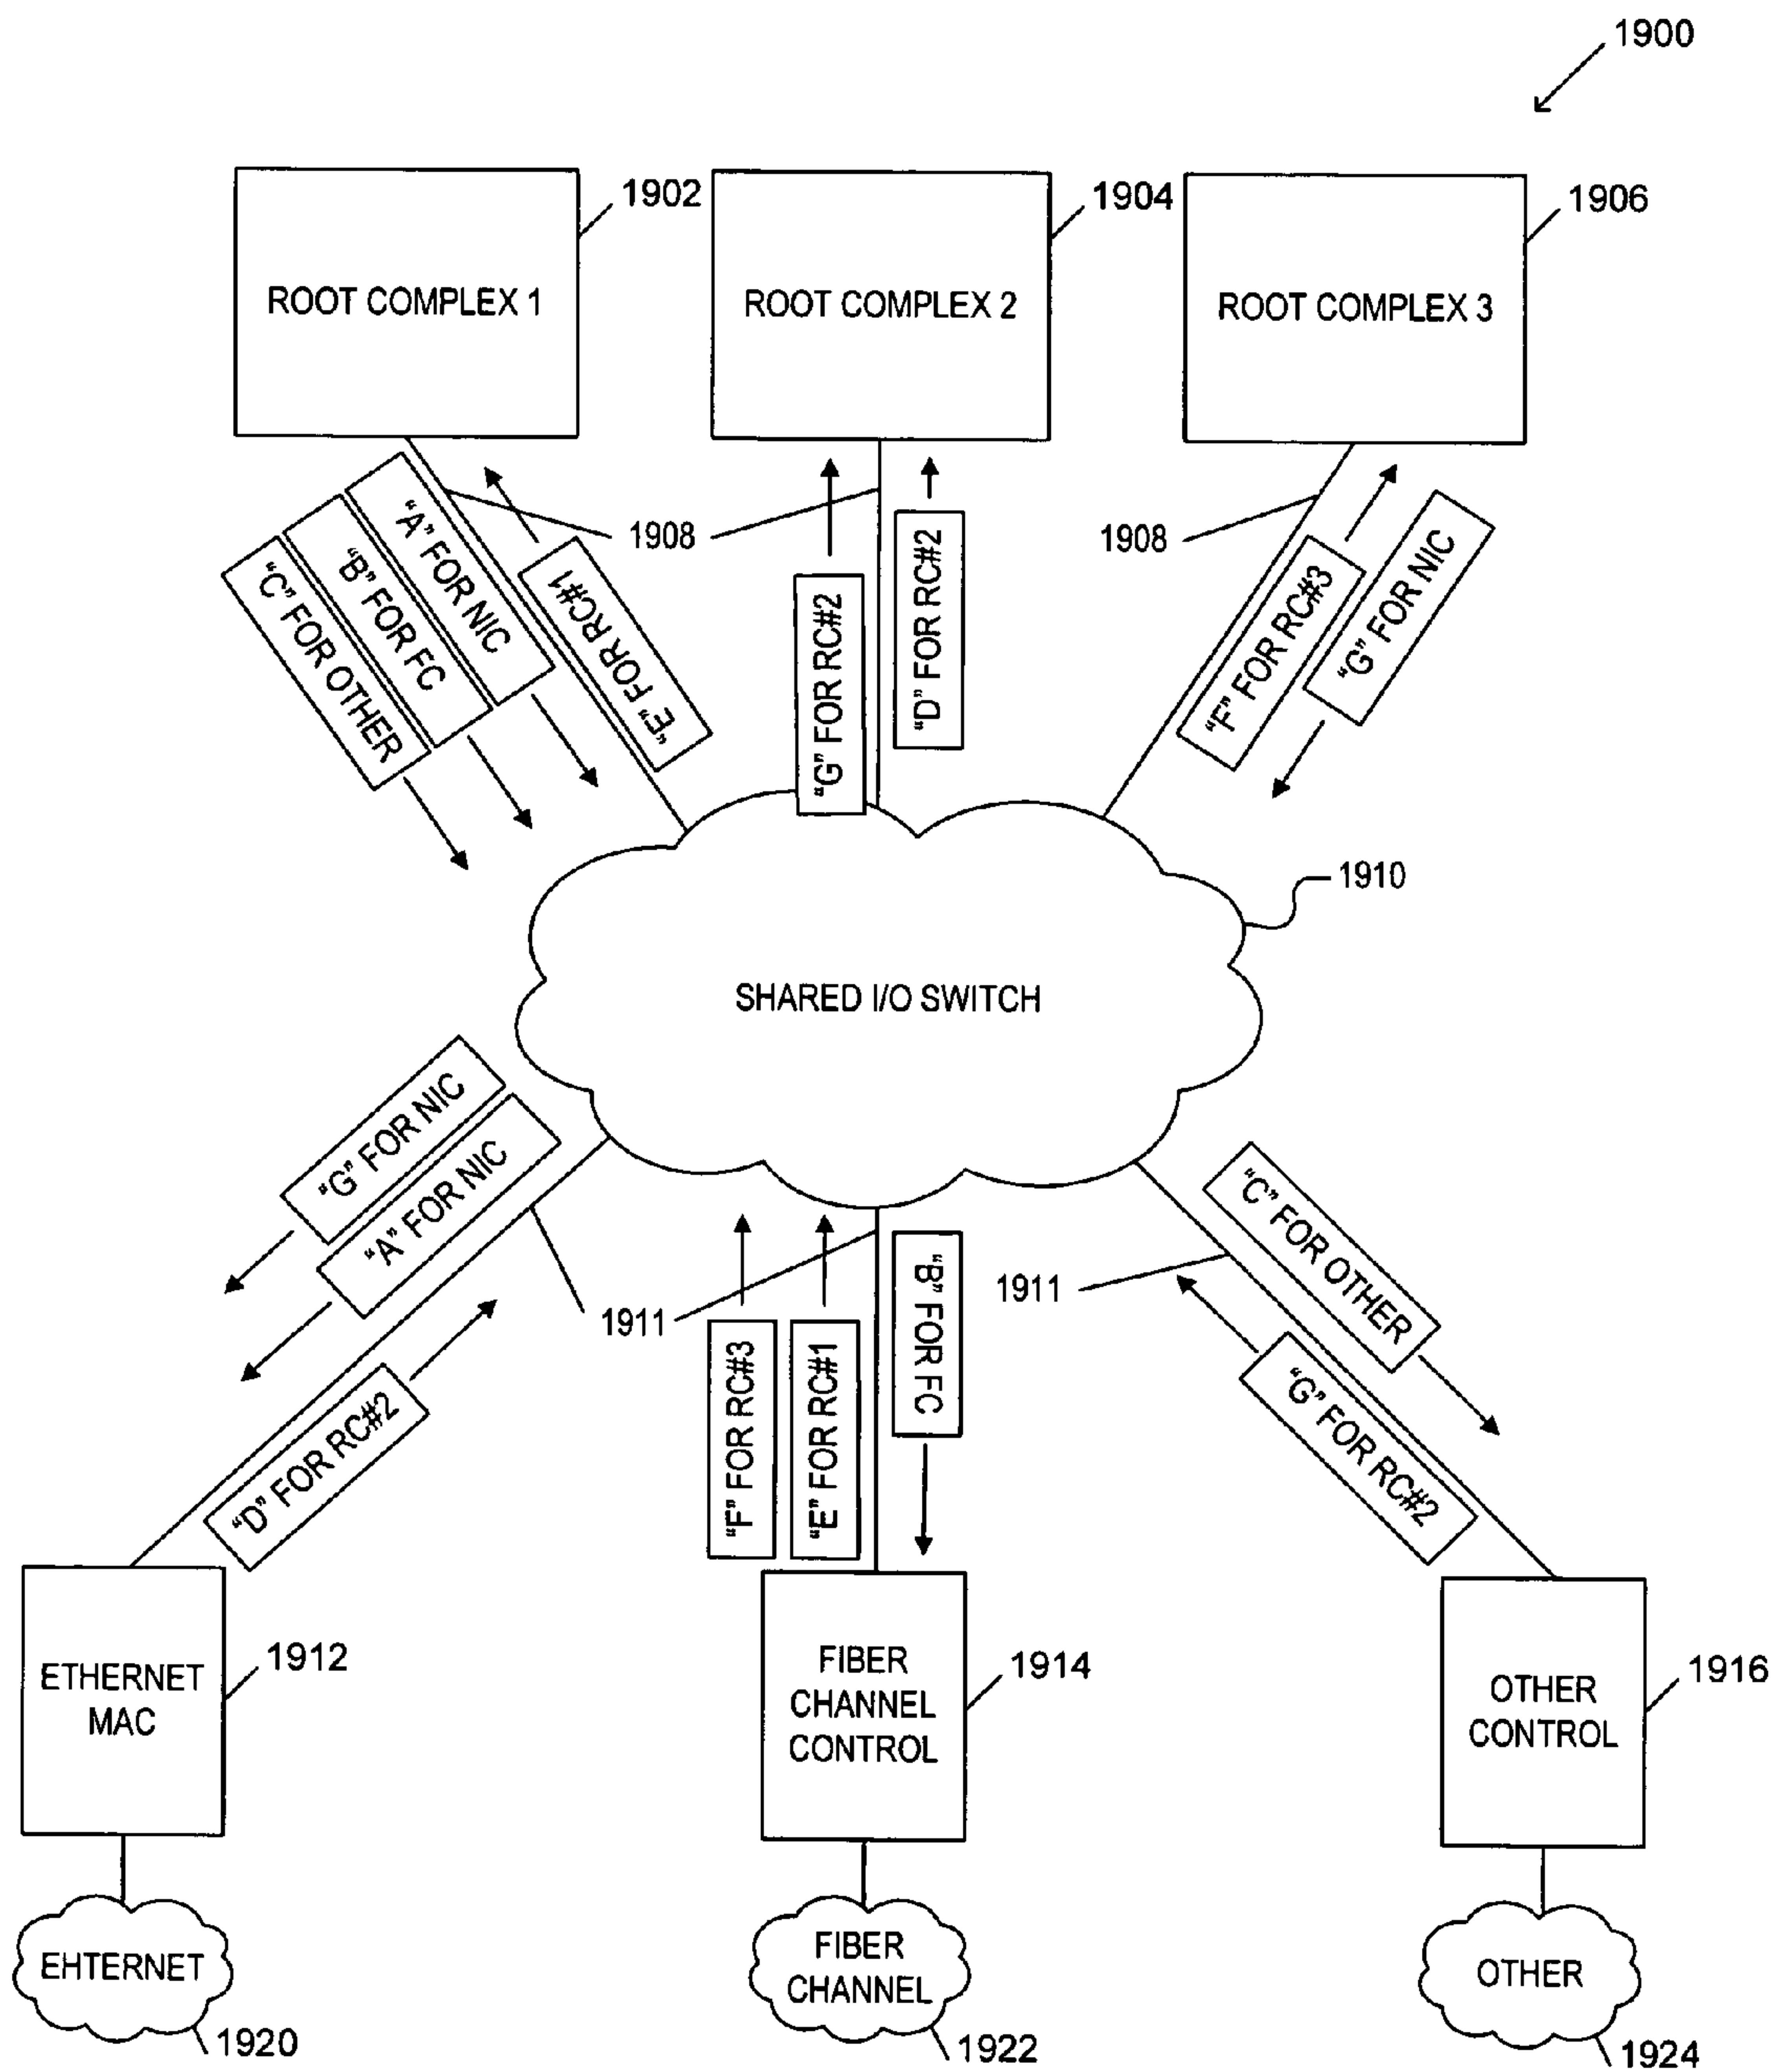 1900
1902
1904
1906
ROOT COMPLEX 1
ROOT COMPLEX 2
ROOT COMPLEX 3
1908
1908
“A” FOR NIC
“B” FOR FC
“C” FOR OTHER
“E” FOR RC#1
“G” FOR RC#2
“D” FOR RC#2
“F” FOR RC#3
“G” FOR NIC
1910
SHARED I/O SWITCH
“G” FOR NIC
“A” FOR NIC
“D” FOR RC#2
1911
“F” FOR RC#3
“E” FOR RC#1
“B” FOR FC
1911
“C” FOR OTHER
“G” FOR RC#2
ETHERNET
MAC
1912
FIBER
CHANNEL
CONTROL
1914
OTHER
CONTROL
1916
EHTERNET
1920
FIBER
CHANNEL
1922
OTHER
1924